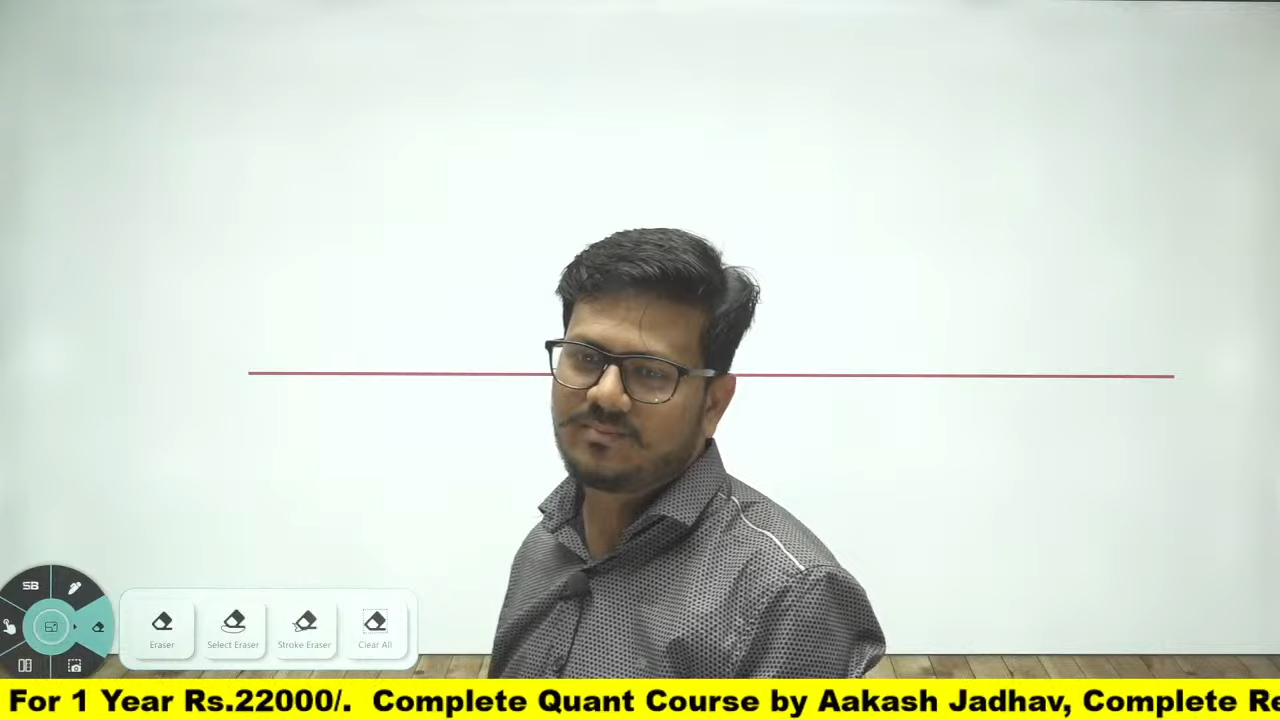 SB
Eraser
Select Eraser
Stroke Eraser
Clear All
For 1 Year Rs.22000/. Complete Quant Course by Aakash Jadhav, Complete Re